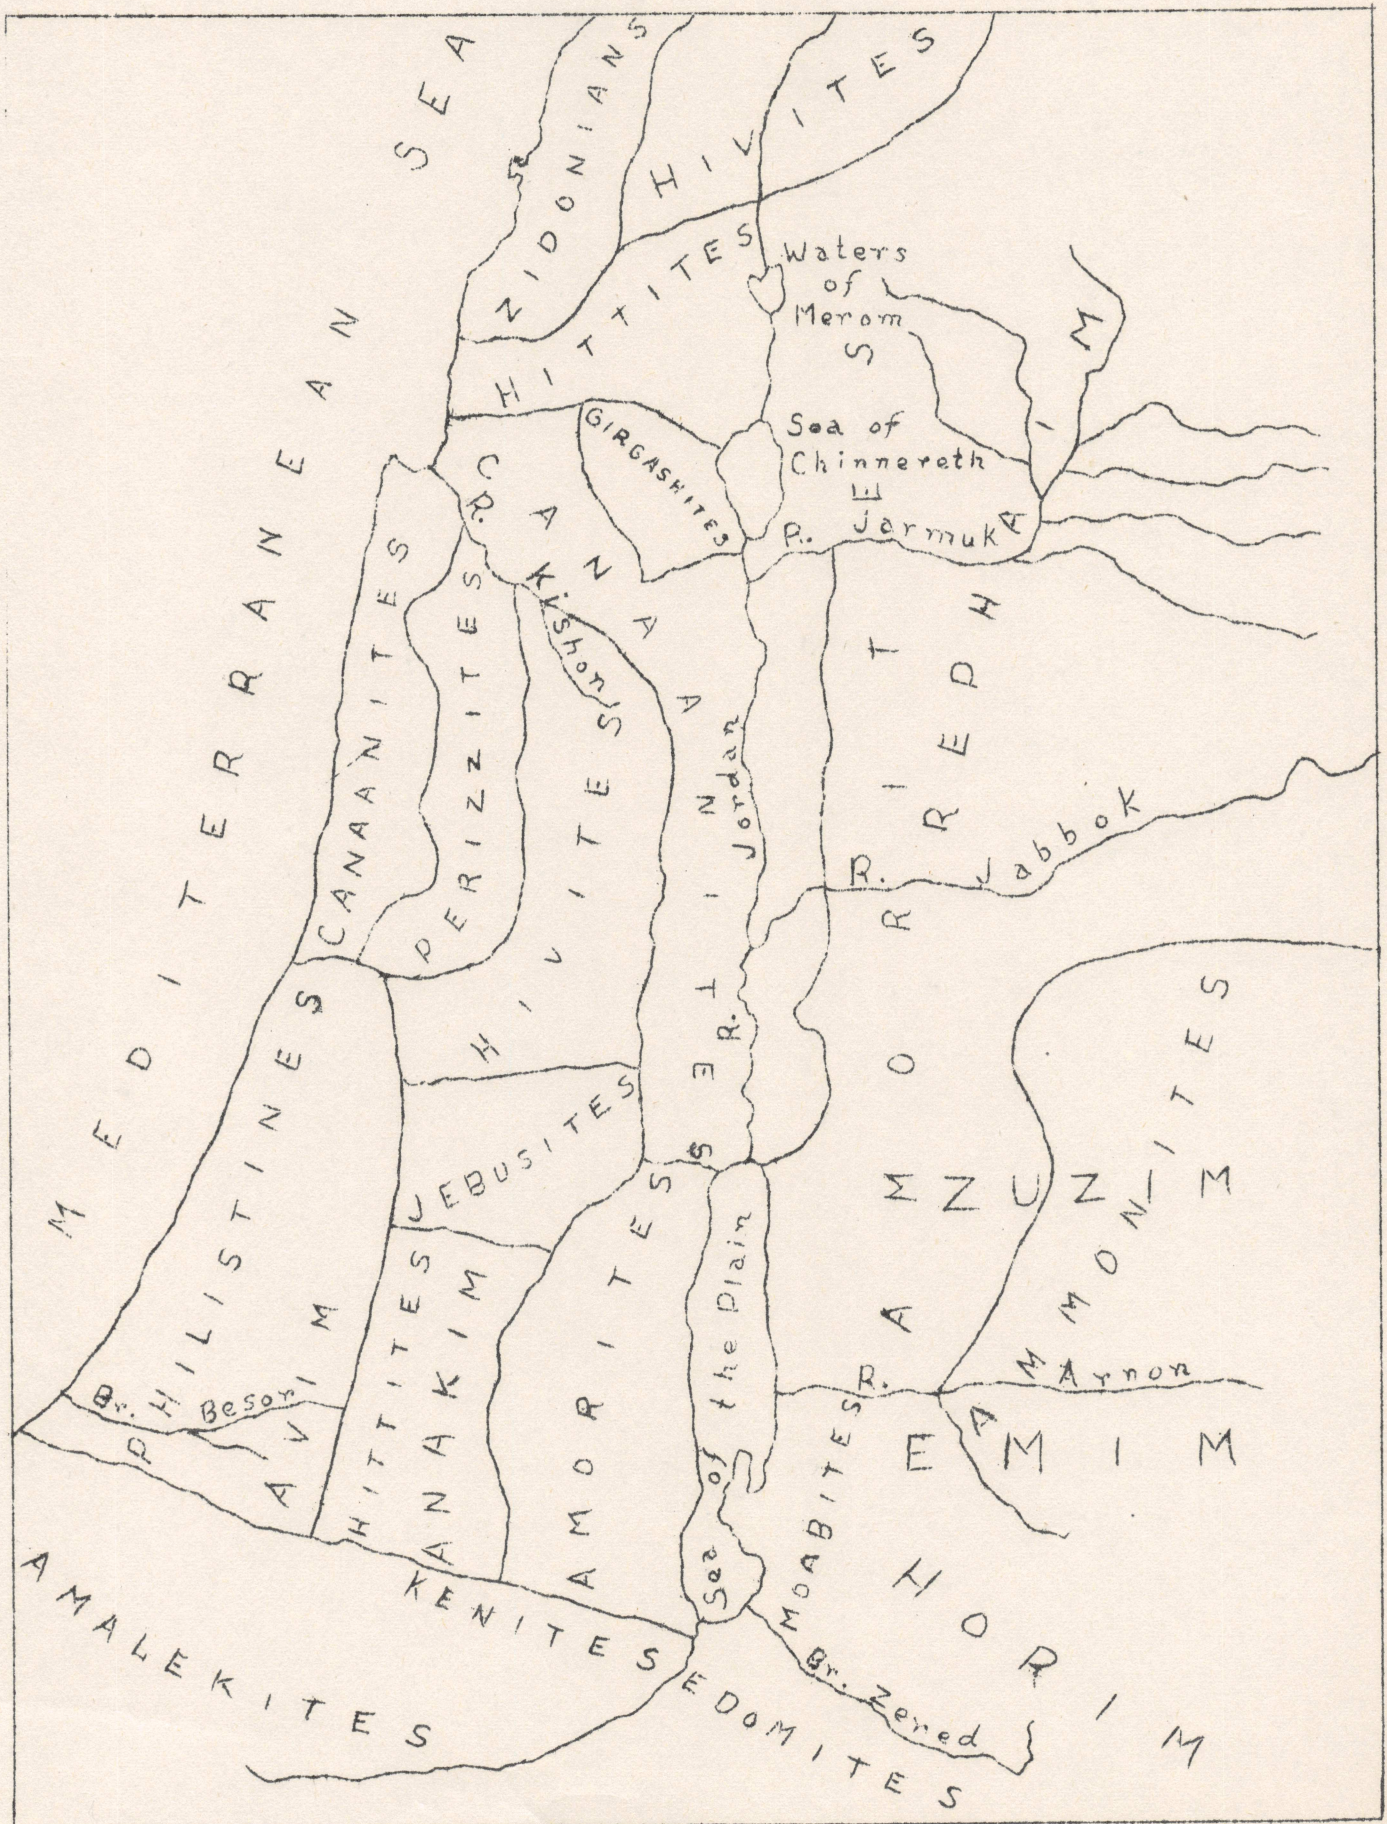 MEDITERRANEAN SEA
ZIDONIANS
HIVITES
HITTITES
Waters
of
Merom
GIRGASHITES
Sea of
Chinnereth
R. Jarmuk
REPHAIM
CANAANITES
R. Kishon
CANAANITES
PERIZZITES
HIVITES
R. Jordan
AMORITES
R. Jabbok
PHILISTINES
JEBUSITES
AMMONITES
ZUZIM
HITTITES
ANAKIM
AMORITES
AVIM
Br. Besor
Sea of the Plain
R. Arnon
EMIM
MOABITES
HORIM
KENITES
AMALEKITES
EDOMITES
Br. Zered